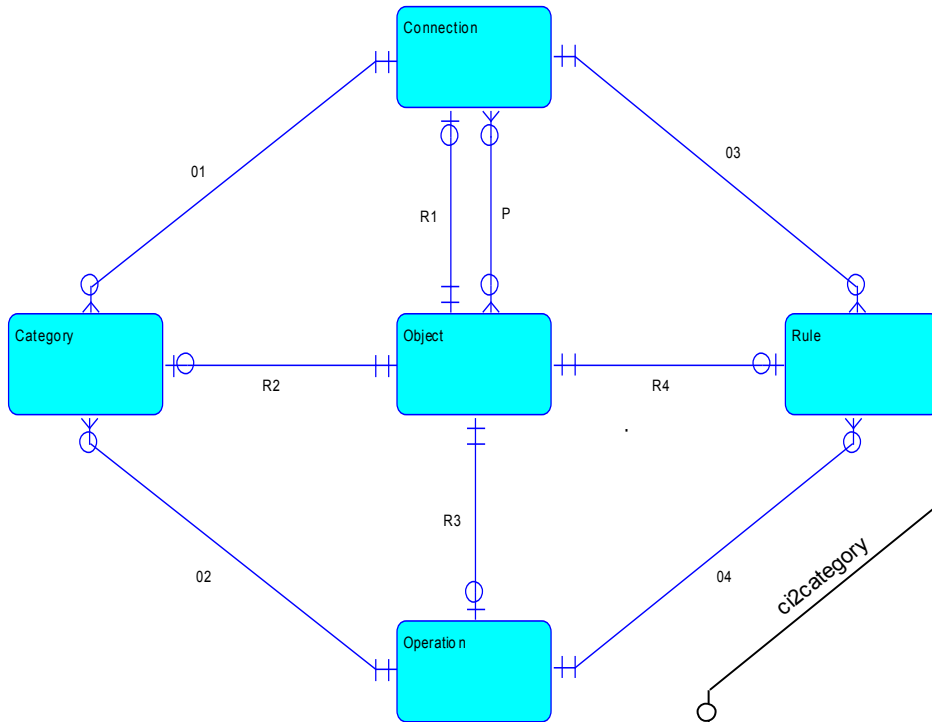 Connection
01
03
R1
P
Category
Object
Rule
R2
R4
R3
02
04
ci2category
Operation